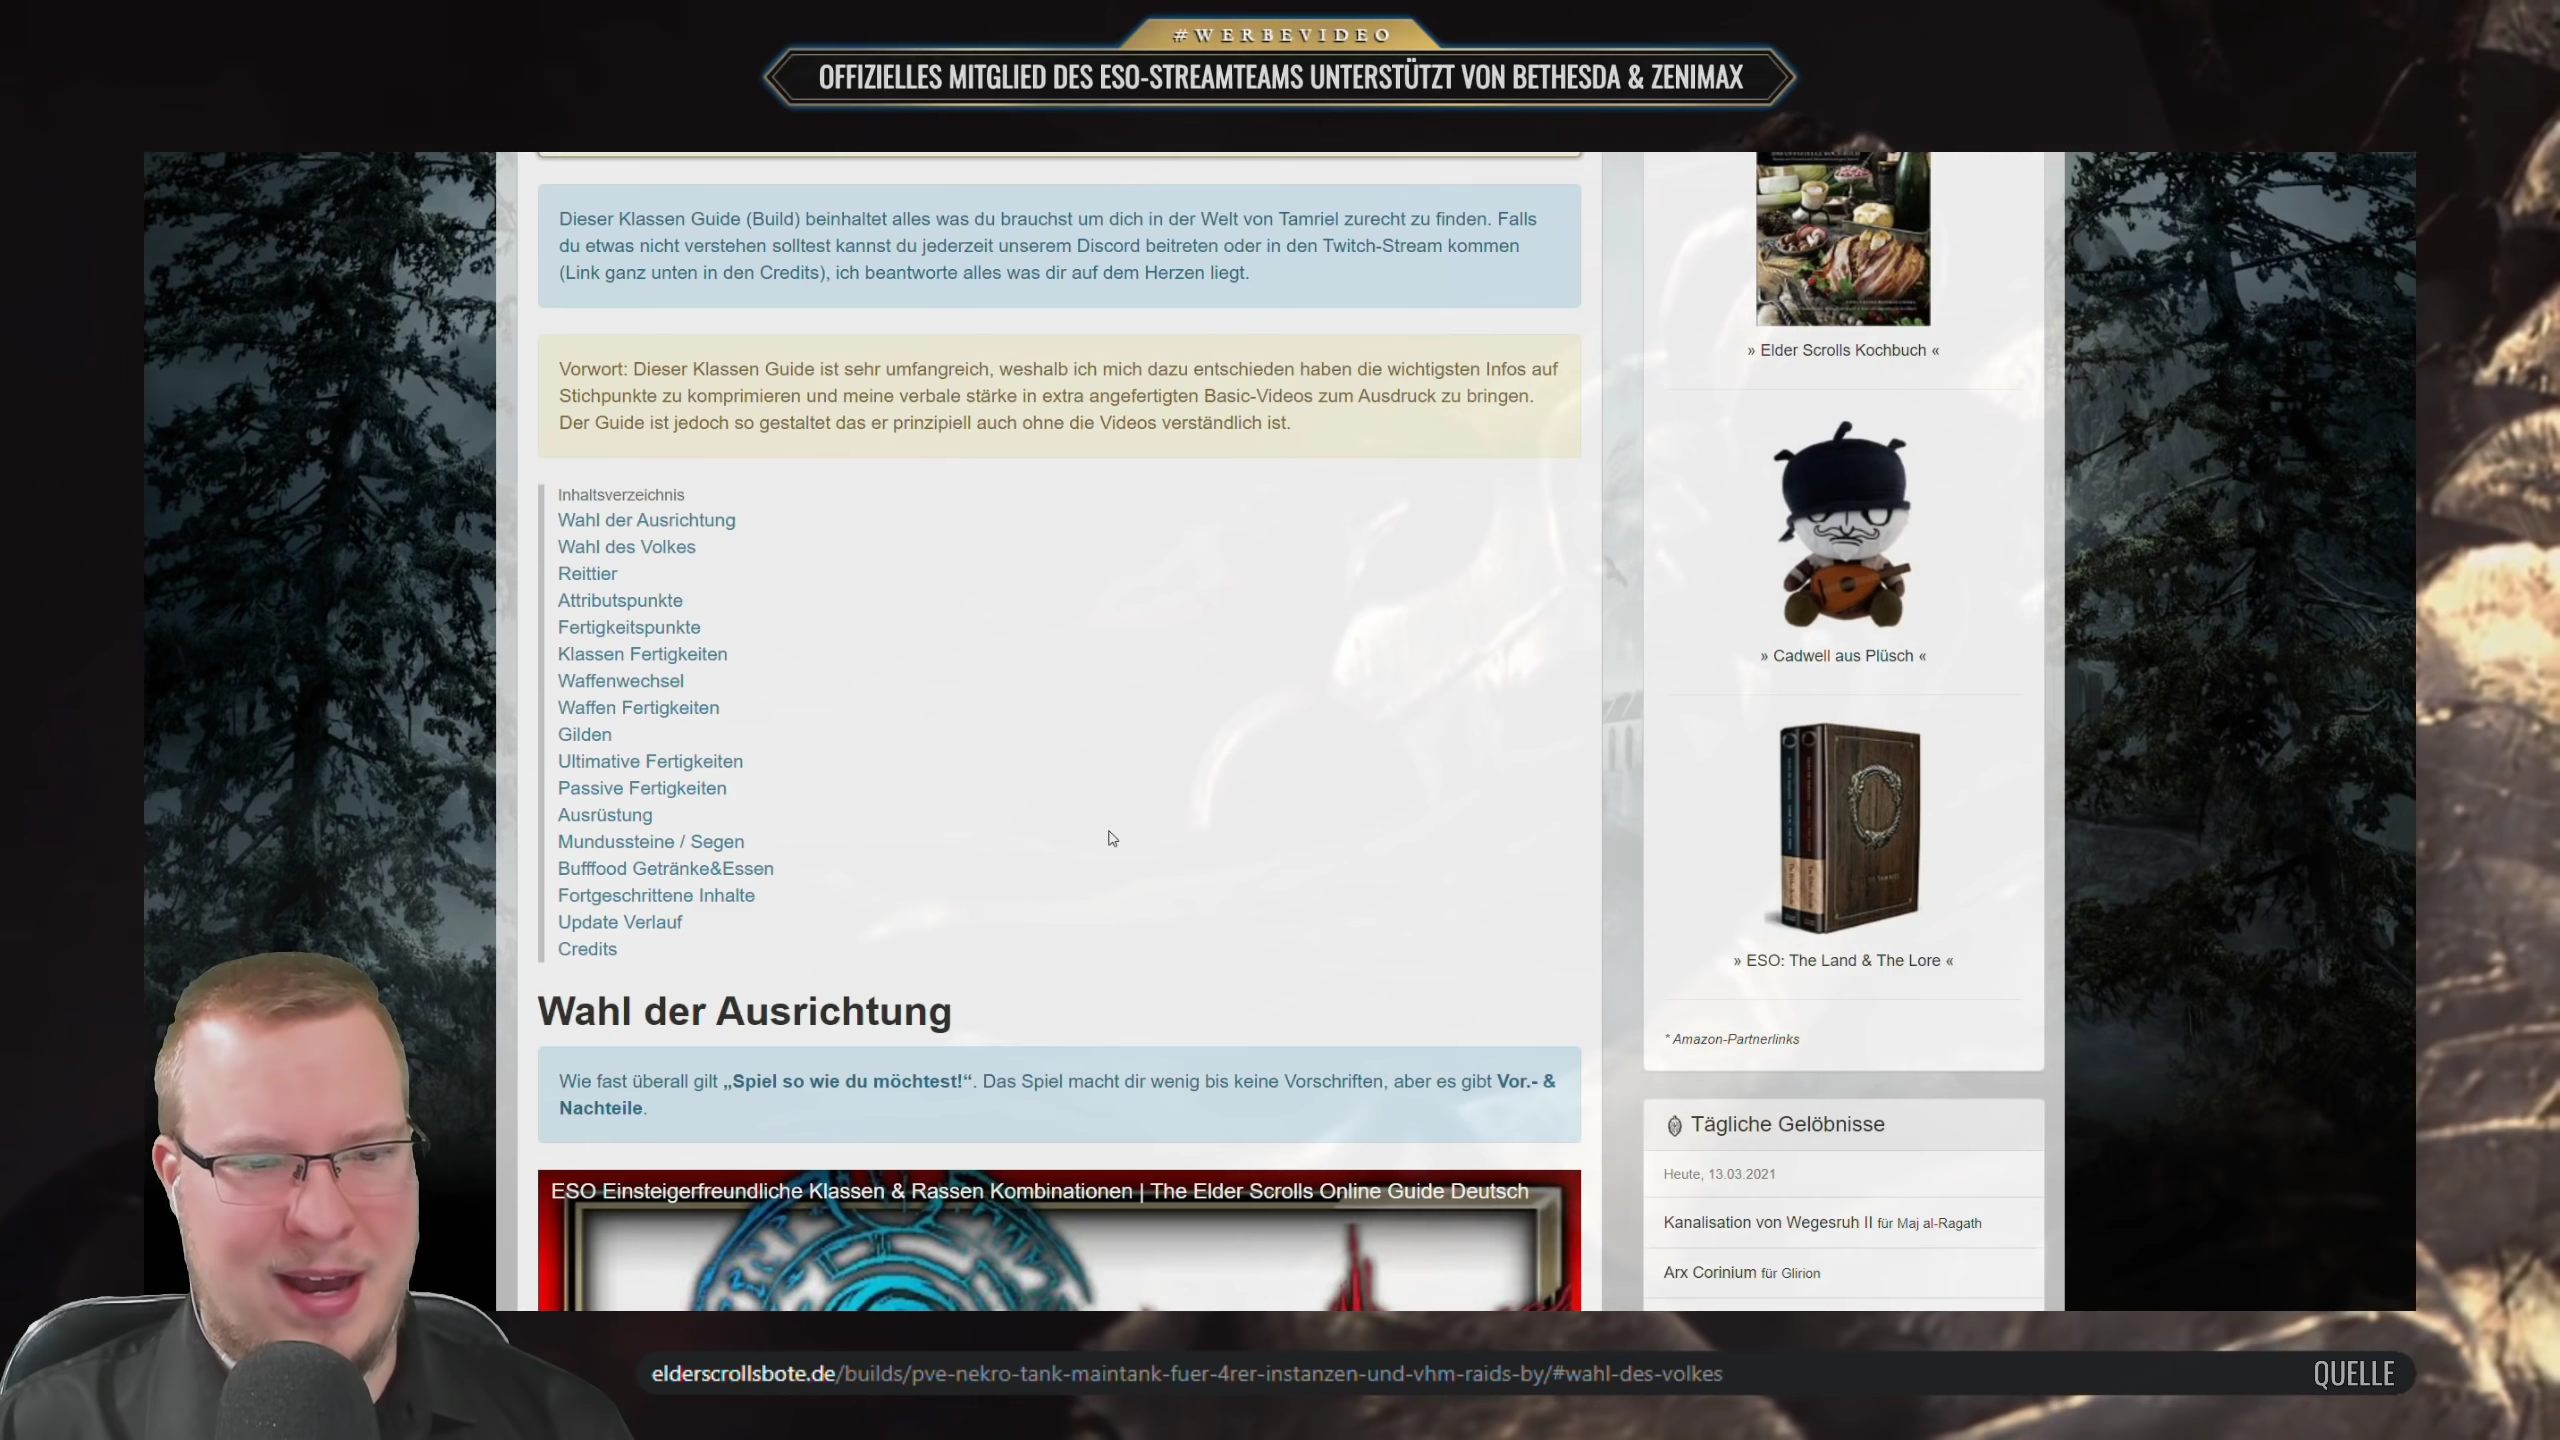 #WERBEVIDEO
OFFIZIELLES MITGLIED DES ESO-STREAMTEAMS UNTERSTÜTZT VON BETHESDA & ZENIMAX
Dieser Klassen Guide (Build) beinhaltet alles was du brauchst um dich in der Welt von Tamriel zurecht zu finden. Falls
du etwas nicht verstehen solltest kannst du jederzeit unserem Discord beitreten oder in den Twitch-Stream kommen
(Link ganz unten in den Credits), ich beantworte alles was dir auf dem Herzen liegt.
Vorwort: Dieser Klassen Guide ist sehr umfangreich, weshalb ich mich dazu entschieden haben die wichtigsten Infos auf
Stichpunkte zu komprimieren und meine verbale stärke in extra angefertigten Basic-Videos zum Ausdruck zu bringen.
Der Guide ist jedoch so gestaltet das er prinzipiell auch ohne die Videos verständlich ist.
Inhaltsverzeichnis
Wahl der Ausrichtung
Wahl des Volkes
Reittier
Attributspunkte
Fertigkeitspunkte
Klassen Fertigkeiten
Waffenwechsel
Waffen Fertigkeiten
Gilden
Ultimative Fertigkeiten
Passive Fertigkeiten
Ausrüstung
Mundussteine / Segen
Bufffood Getränke&Essen
Fortgeschrittene Inhalte
Update Verlauf
Credits
Wahl der Ausrichtung
Wie fast überall gilt „Spiel so wie du möchtest!“. Das Spiel macht dir wenig bis keine Vorschriften, aber es gibt Vor.- &
Nachteile.
ESO Einsteigerfreundliche Klassen & Rassen Kombinationen | The Elder Scrolls Online Guide Deutsch
» Elder Scrolls Kochbuch «
» Cadwell aus Plüsch «
» ESO: The Land & The Lore «
* Amazon-Partnerlinks
Tägliche Gelöbnisse
Heute, 13.03.2021
Kanalisation von Wegesruh II für Maj al-Ragath
Arx Corinium für Glirion
elderscrollsbote.de/builds/pve-nekro-tank-maintank-fuer-4rer-instanzen-und-vhm-raids-by/#wahl-des-volkes
QUELLE